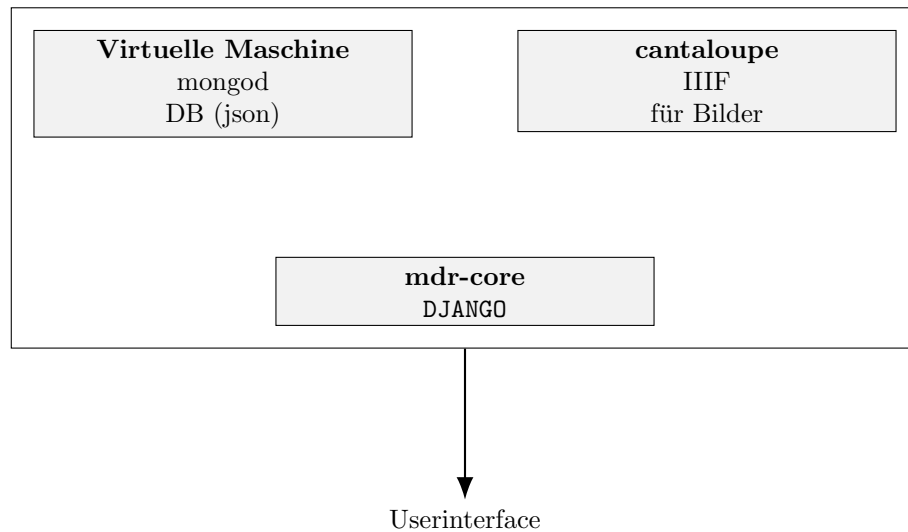 Virtuelle Maschine
mongod
DB (json)
cantaloupe
IIIF
für Bilder
mdr-core
DJANGO
Userinterface